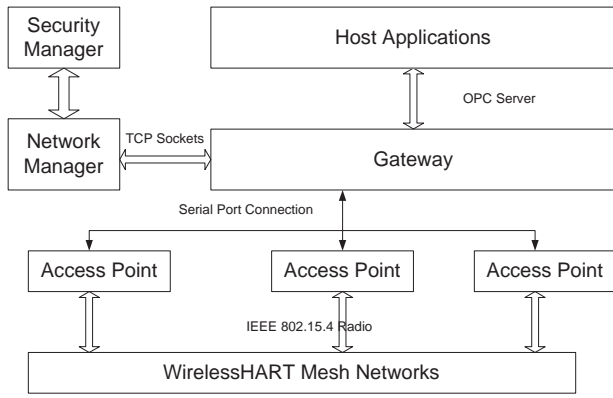 Security
Manager
Host Applications
OPC Server
Network
Manager
TCP Sockets
Gateway
Serial Port Connection
Access Point
Access Point
Access Point
IEEE 802.15.4 Radio
WirelessHART Mesh Networks